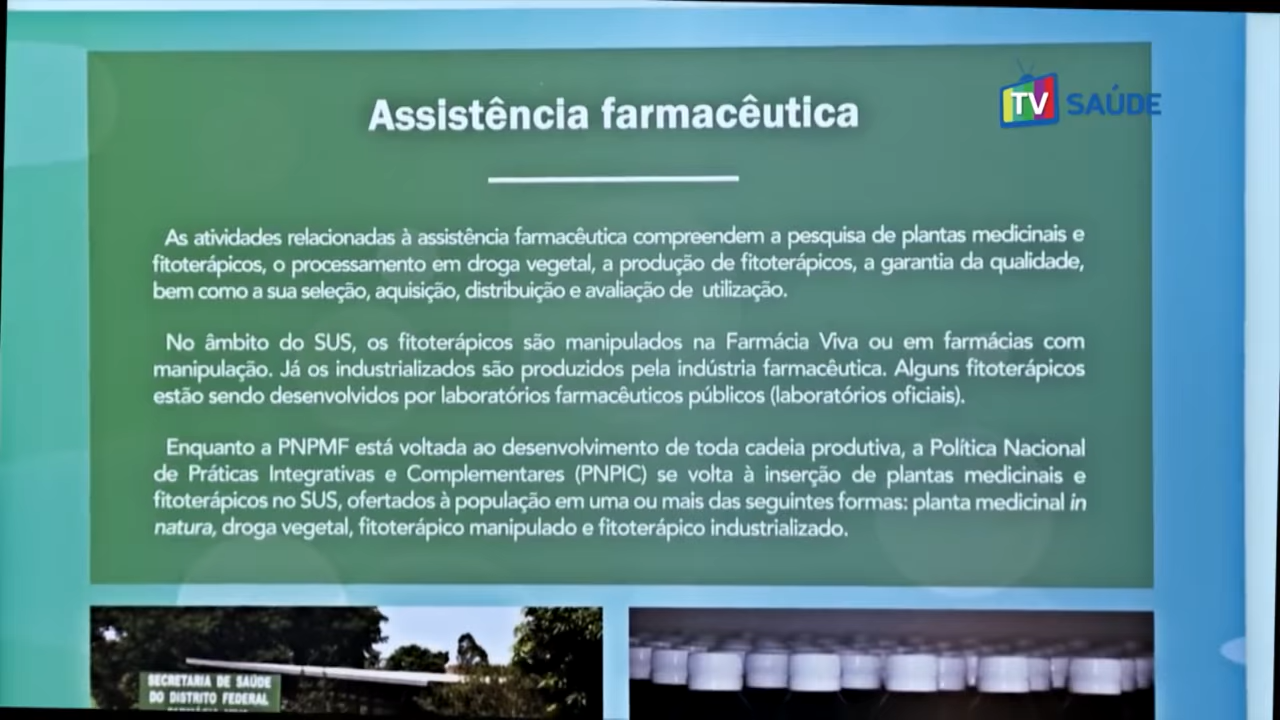 TV SAÚDE
Assistência farmacêutica
As atividades relacionadas à assistência farmacêutica compreendem a pesquisa de plantas medicinais e
fitoterápicos, o processamento em droga vegetal, a produção de fitoterápicos, a garantia da qualidade,
bem como a sua seleção, aquisição, distribuição e avaliação de utilização.
No âmbito do SUS, os fitoterápicos são manipulados na Farmácia Viva ou em farmácias com
manipulação. Já os industrializados são produzidos pela indústria farmacêutica. Alguns fitoterápicos
estão sendo desenvolvidos por laboratórios farmacêuticos públicos (laboratórios oficiais).
Enquanto a PNPMF está voltada ao desenvolvimento de toda cadeia produtiva, a Política Nacional
de Práticas Integrativas e Complementares (PNPIC) se volta à inserção de plantas medicinais e
fitoterápicos no SUS, ofertados à população em uma ou mais das seguintes formas: planta medicinal in
natura, droga vegetal, fitoterápico manipulado e fitoterápico industrializado.
SECRETARIA DE SAÚDE
DO DISTRITO FEDERAL